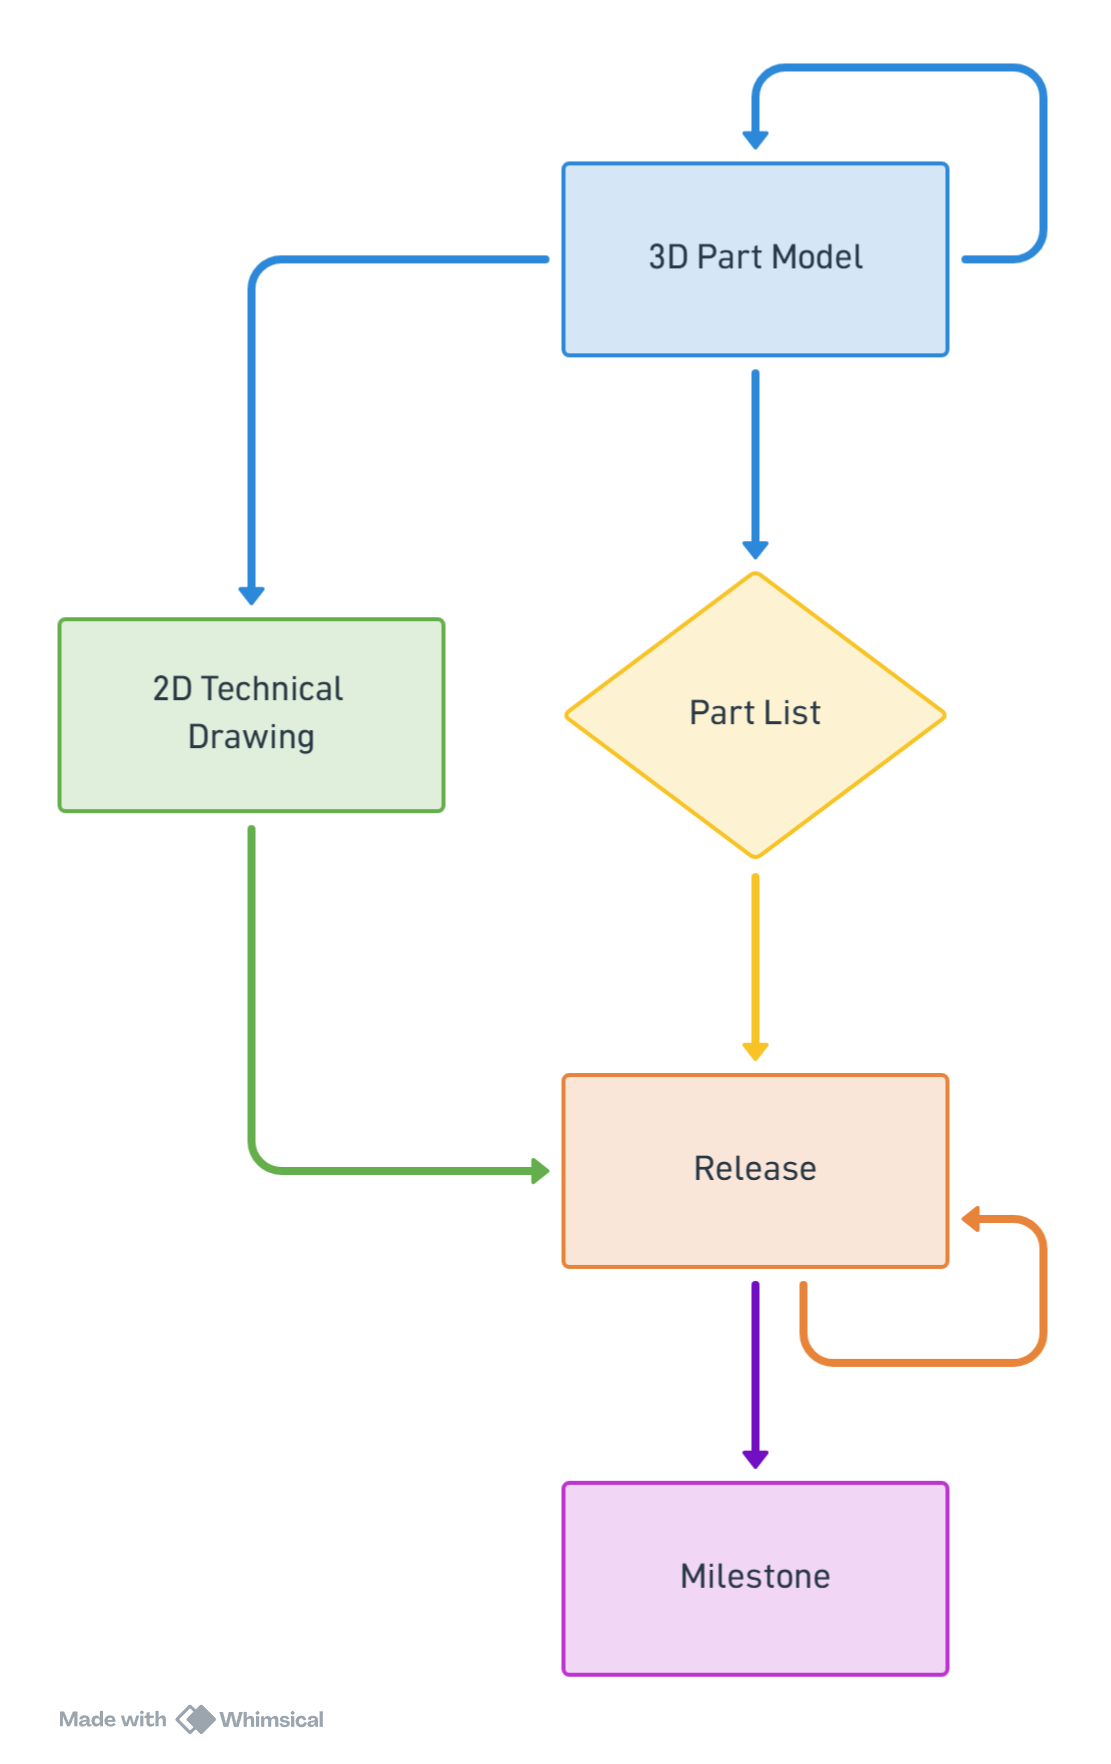 3D Part Model
2D Technical
Drawing
Part List
Release
Milestone
Made with Whimsical